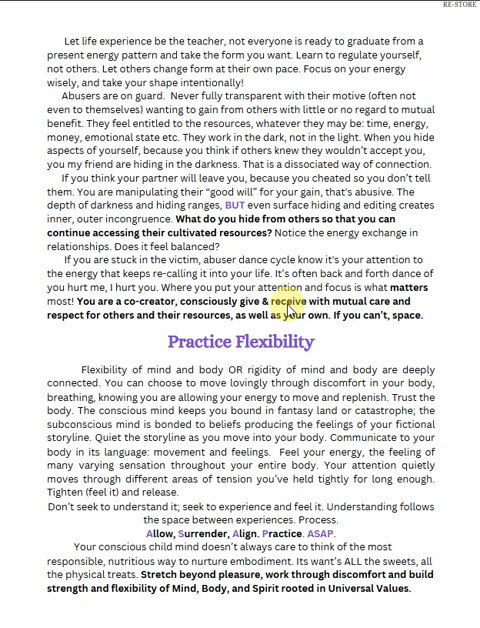 RE-STORE
Let life experience be the teacher, not everyone is ready to graduate from a
present energy pattern and take the form you want. Learn to regulate yourself,
not others. Let others change form at their own pace. Focus on your energy
wisely, and take your shape intentionally!
Abusers are on guard. Never fully transparent with their motive (often not
even to themselves) wanting to gain from others with little or no regard to mutual
benefit. They feel entitled to the resources, whatever they may be: time, energy,
money, emotional state etc. They work in the dark, not in the light. When you hide
aspects of yourself, because you think if others knew they wouldn't accept you,
you my friend are hiding in the darkness. That is a dissociated way of connection.
If you think your partner will leave you, because you cheated so you don't tell
them. You are manipulating their "good will" for your gain, that's abusive. The
depth of darkness and hiding ranges, BUT even surface hiding and editing creates
inner, outer incongruence. What do you hide from others so that you can
continue accessing their cultivated resources? Notice the energy exchange in
relationships. Does it feel balanced?
If you are stuck in the victim, abuser dance cycle know it's your attention to
the energy that keeps re-calling it into your life. It's often back and forth dance of
you hurt me, I hurt you. Where you put your attention and focus is what matters
most! You are a co-creator, consciously give & receive with mutual care and
respect for others and their resources, as well as your own. If you can't, space.
Practice Flexibility
Flexibility of mind and body OR rigidity of mind and body are deeply
connected. You can choose to move lovingly through discomfort in your body,
breathing, knowing you are allowing your energy to move and replenish. Trust the
body. The conscious mind keeps you bound in fantasy land or catastrophe; the
subconscious mind is bonded to beliefs producing the feelings of your fictional
storyline. Quiet the storyline as you move into your body. Communicate to your
body in its language: movement and feelings. Feel your energy, the feeling of
many varying sensation throughout your entire body. Your attention quietly
moves through different areas of tension you've held tightly for long enough.
Tighten (feel it) and release.
Don't seek to understand it; seek to experience and feel it. Understanding follows
the space between experiences. Process.
Allow, Surrender, Align. Practice. ASAP.
Your conscious child mind doesn't always care to think of the most
responsible, nutritious way to nurture embodiment. Its want's ALL the sweets, all
the physical treats. Stretch beyond pleasure, work through discomfort and build
strength and flexibility of Mind, Body, and Spirit rooted in Universal Values.